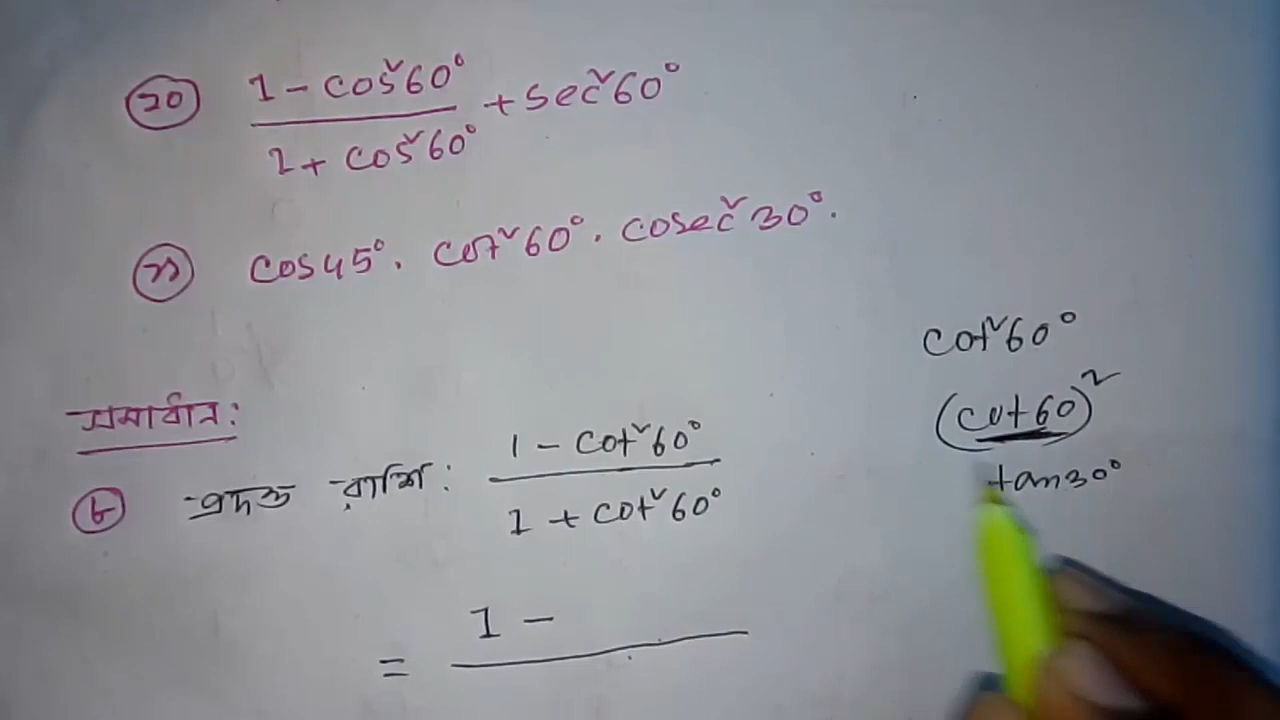 ১০ (1 - cos²60°)/(1 + cos²60°) + sec²60°
১১ cos45°. cot²60°. cosec²30°.
সমাধান:
৮ প্রদত্ত রাশি: (1 - cot²60°)/(1 + cot²60°)
= 1 -
cot²60°
(cot60)²
tan30°